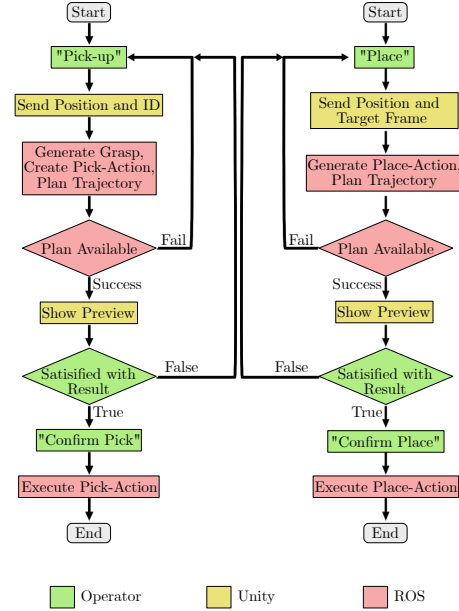 Start
"Pick-up"
Send Position and ID
Generate Grasp,
Create Pick-Action,
Plan Trajectory
Plan Available
Fail
Success
Show Preview
Satisified with
Result
False
True
"Confirm Pick"
Execute Pick-Action
End
Start
"Place"
Send Position and
Target Frame
Generate Place-Action,
Plan Trajectory
Plan Available
Fail
Success
Show Preview
Satisified with
Result
False
True
"Confirm Place"
Execute Place-Action
End
Operator
Unity
ROS